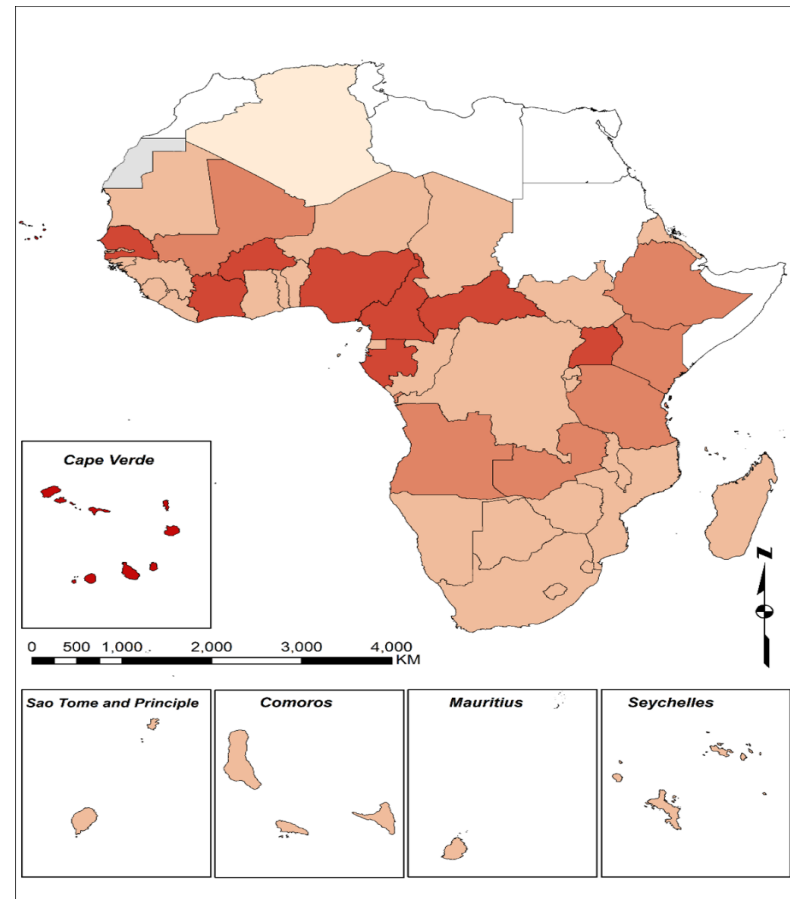 Cape Verde
0 500 1,000 2,000 3,000 4,000
KM
N
Sao Tome and Principle
Comoros
Mauritius
Seychelles